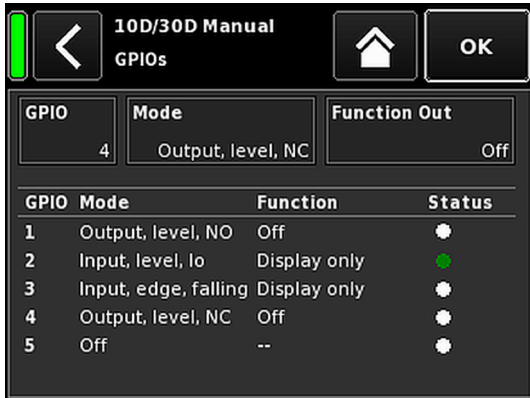 10D/30D Manual
GPIOs
OK
GPIO Mode Function Out
4 Output, level, NC Off
GPIO Mode Function Status
1 Output, level, NO Off
2 Input, level, lo Display only
3 Input, edge, falling Display only
4 Output, level, NC Off
5 Off --